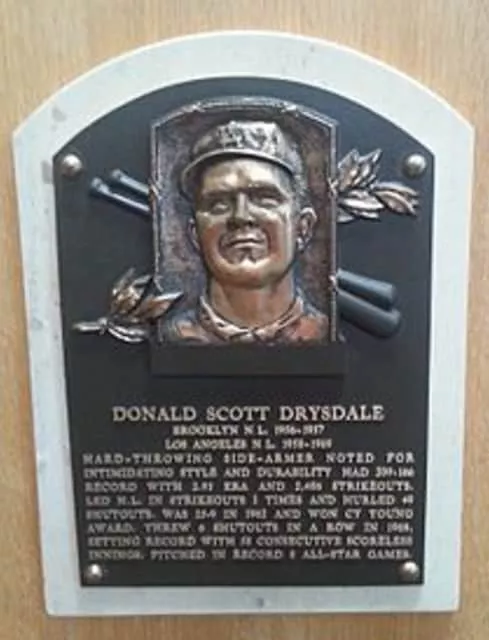 DONALD SCOTT DRYSDALE
BROOKLYN N.L. 1956-1957
LOS ANGELES N.L. 1958-1969
HARD-THROWING SIDE-ARMER NOTED FOR
INTIMIDATING STYLE AND DURABILITY HAD 209-166
RECORD WITH 2.95 ERA AND 2,486 STRIKEOUTS.
LED N.L. IN STRIKEOUTS 3 TIMES AND HURLED 49
SHUTOUTS. WAS 25-9 IN 1962 AND WON CY YOUNG
AWARD. THREW 6 SHUTOUTS IN A ROW IN 1968,
SETTING RECORD WITH 58 CONSECUTIVE SCORELESS
INNINGS. PITCHED IN RECORD 8 ALL-STAR GAMES.